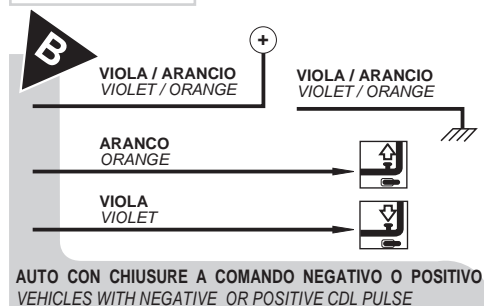 B
+
VIOLA / ARANCIO
VIOLET / ORANGE
VIOLA / ARANCIO
VIOLET / ORANGE
ARANCO
ORANGE
VIOLA
VIOLET
AUTO CON CHIUSURE A COMANDO NEGATIVO O POSITIVO
VEHICLES WITH NEGATIVE OR POSITIVE CDL PULSE